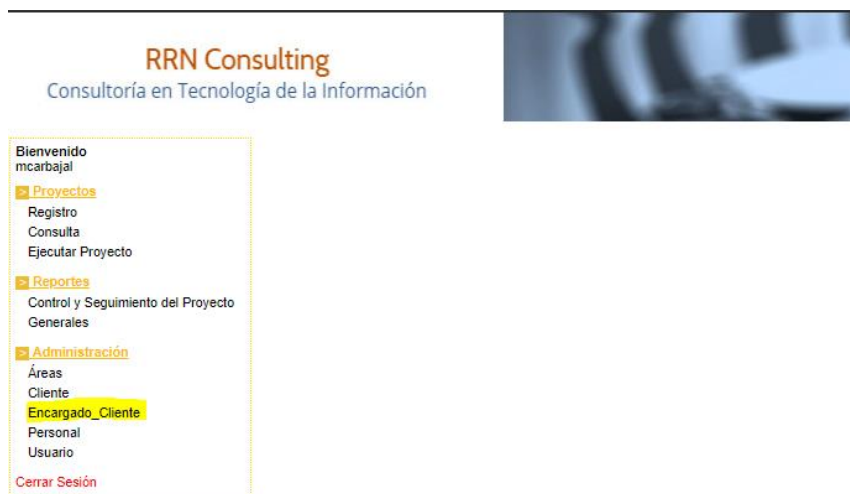 RRN Consulting
Consultoría en Tecnología de la Información
Bienvenido
mcarbajal
> Proyectos
Registro
Consulta
Ejecutar Proyecto
> Reportes
Control y Seguimiento del Proyecto
Generales
> Administración
Áreas
Cliente
Encargado_Cliente
Personal
Usuario
Cerrar Sesión